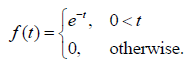 f(t) = { e^{-t}, 0 < t
0, otherwise.